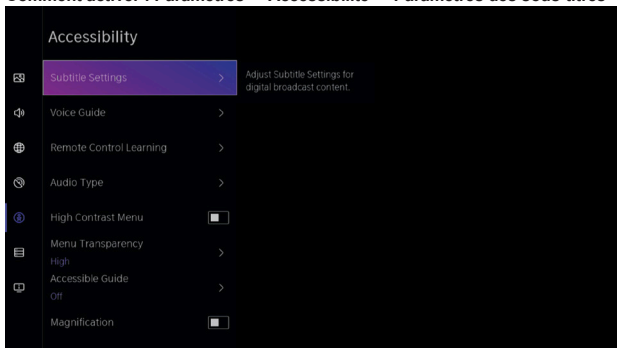 Accessibility
Subtitle Settings
Adjust Subtitle Settings for
digital broadcast content.
Voice Guide
Remote Control Learning
Audio Type
High Contrast Menu
Menu Transparency
High
Accessible Guide
Off
Magnification